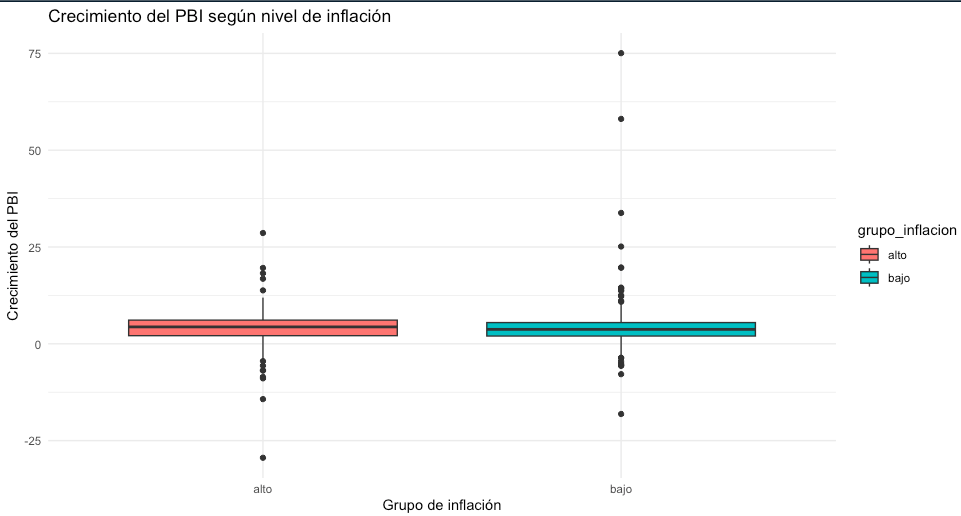 Crecimiento del PBI según nivel de inflación
Crecimiento del PBI
75
50
25
0
-25
alto
bajo
Grupo de inflación
grupo_inflacion
alto
bajo